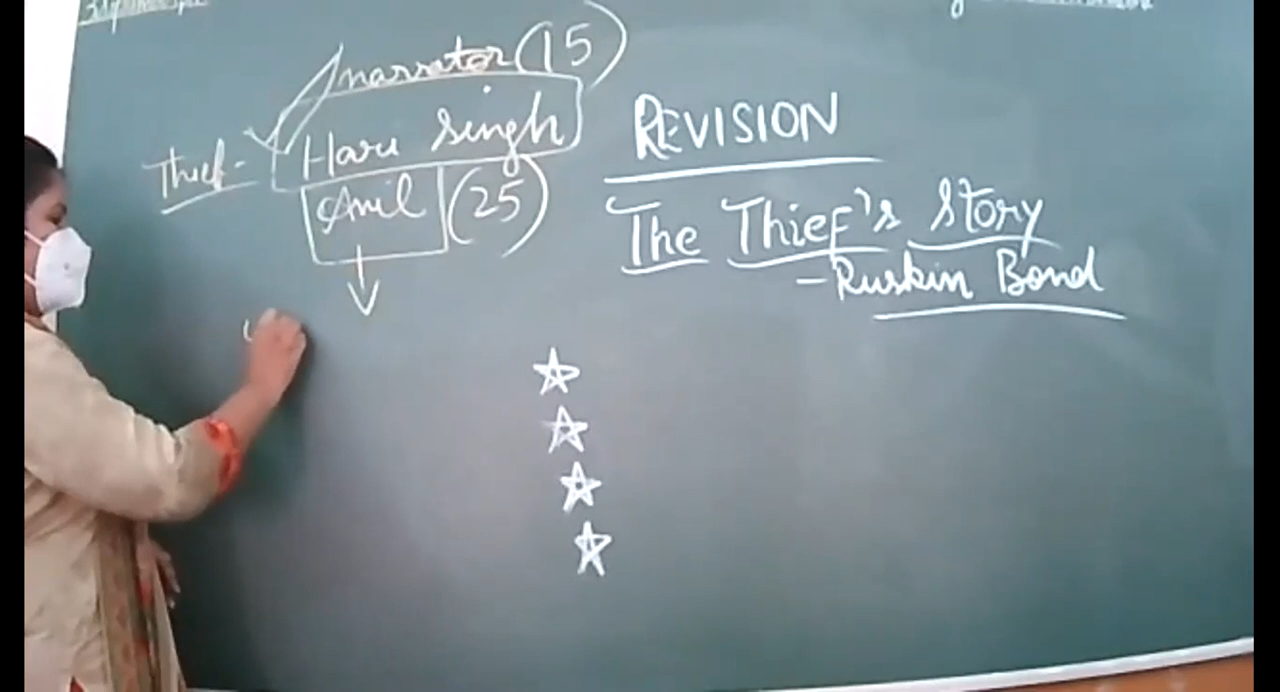 narrator (15)
Thief - Hari singh
Anil (25)
REVISION
The Thief's Story
- Ruskin Bond